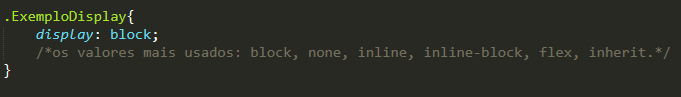 .ExemploDisplay{
    display: block;
    /*os valores mais usados: block, none, inline, inline-block, flex, inherit.*/
}